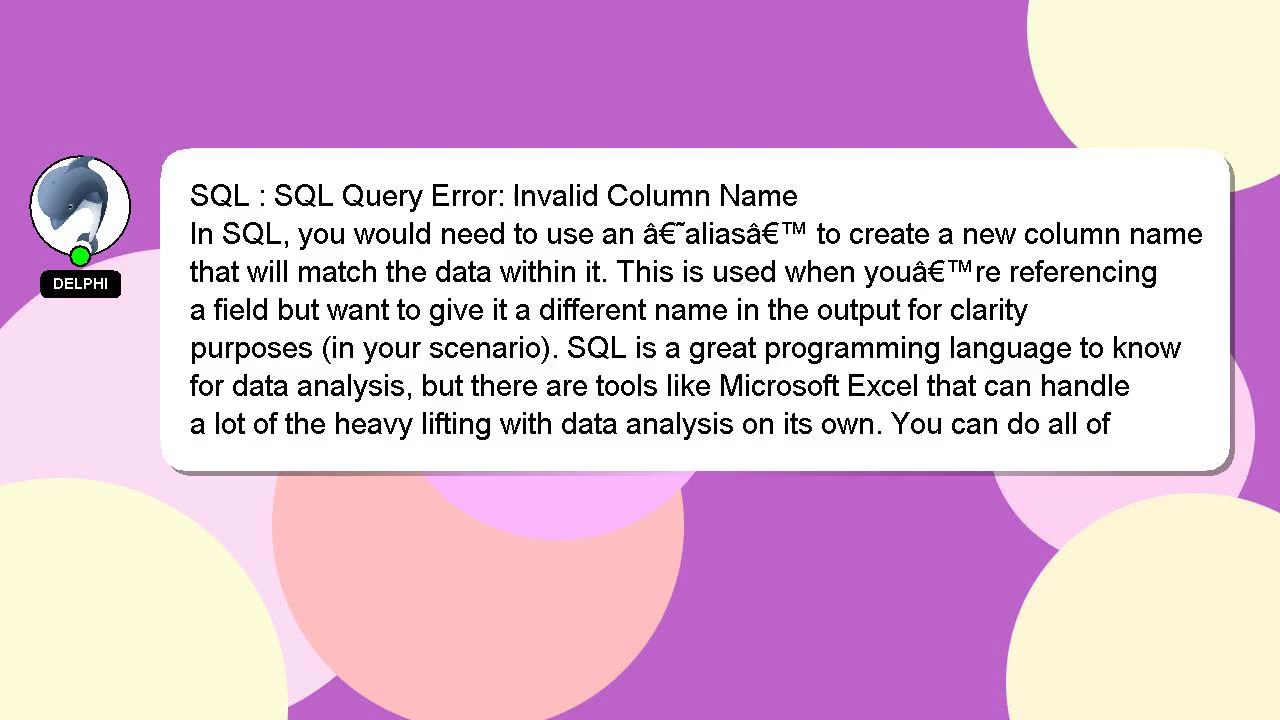 SQL : SQL Query Error: Invalid Column Name
In SQL, you would need to use an â€˜aliasâ€™ to create a new column name
that will match the data within it. This is used when youâ€™re referencing
a field but want to give it a different name in the output for clarity
purposes (in your scenario). SQL is a great programming language to know
for data analysis, but there are tools like Microsoft Excel that can handle
a lot of the heavy lifting with data analysis on its own. You can do all of
DELPHI